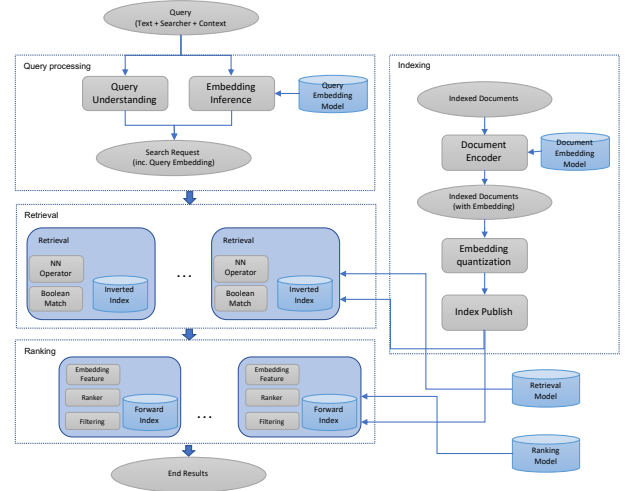 Query
(Text + Searcher + Context
Query processing
Query
Understanding
Embedding
Inference
Query
Embedding
Model
Search Request
(inc. Query Embedding)
Indexing
Indexed Documents
Document
Encoder
Document
Embedding
Model
Indexed Documents
(with Embedding)
Embedding
quantization
Index Publish
Retrieval
Retrieval
NN
Operator
Boolean
Match
Inverted
Index
...
Retrieval
NN
Operator
Boolean
Match
Inverted
Index
Ranking
Embedding
Feature
Ranker
Filtering
Forward
Index
...
Embedding
Feature
Ranker
Filtering
Forward
Index
Retrieval
Model
Ranking
Model
End Results